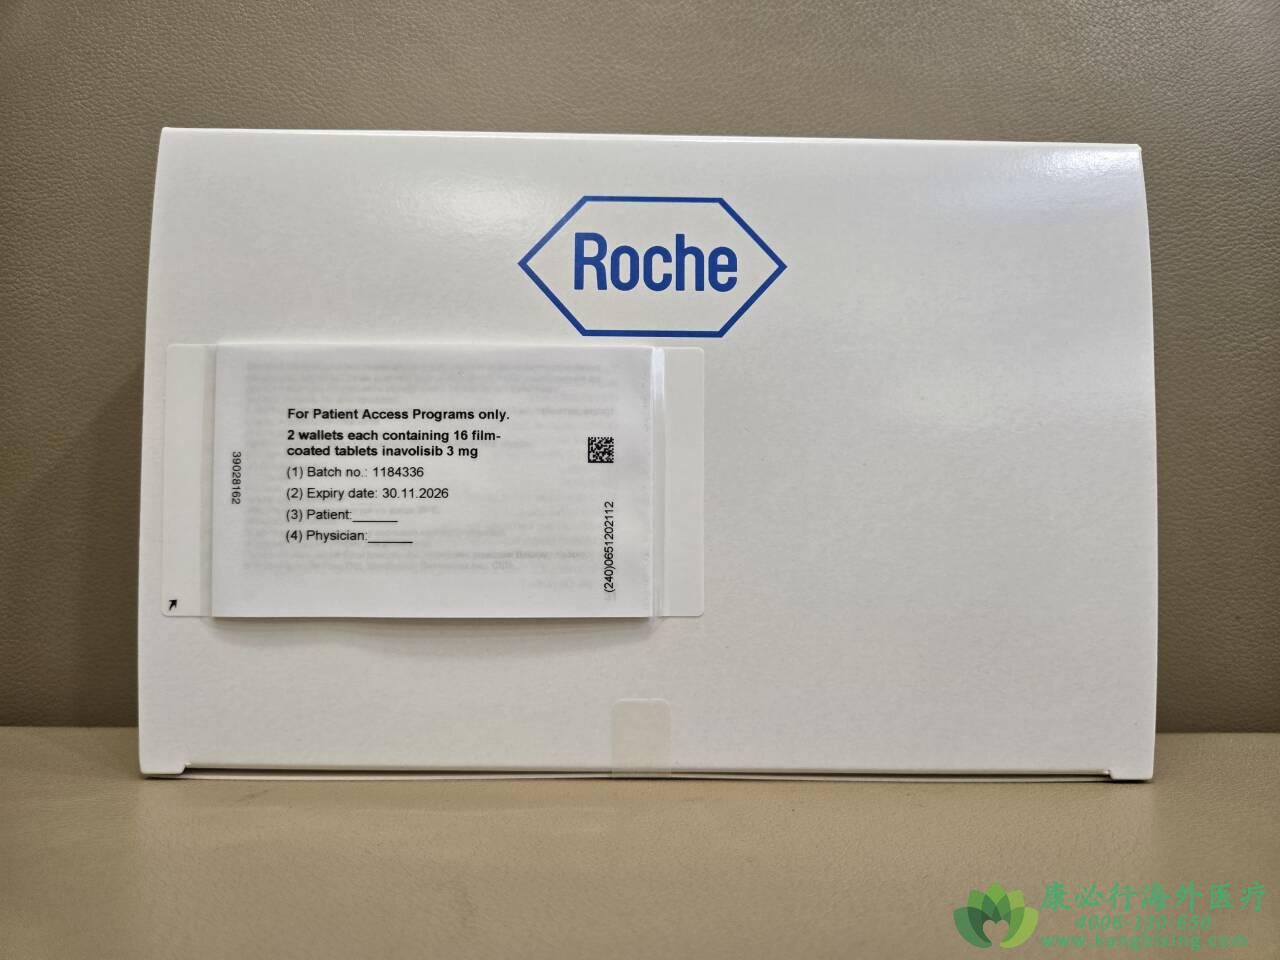 Roche
For Patient Access Programs only.
2 wallets each containing 16 film-
coated tablets inavolisib 3 mg
(1) Batch no.: 1184336
(2) Expiry date: 30.11.2026
(3) Patient:______
(4) Physician:______
39028162
(240)0651202112
康必行海外医疗
4006-130-650
www.kangbixing.com